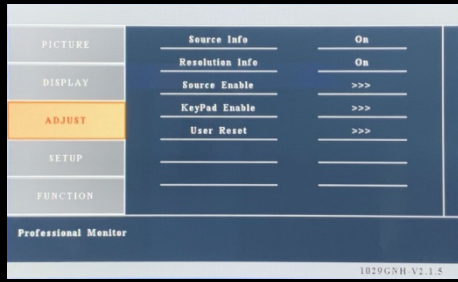 PICTURE
DISPLAY
ADJUST
SETUP
FUNCTION
Source Info On
Resolution Info On
Source Enable >>>
KeyPad Enable >>>
User Reset >>>
Professional Monitor
1029GNH-V2.1.5